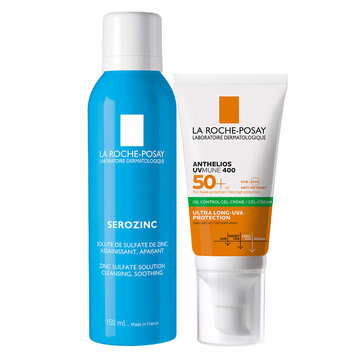 LA ROCHE-POSAY
LABORATOIRE DERMATOLOGIQUE
SEROZINC
SOLUTÉ DE SULFATE DE ZINC
ASSAINISSANT, APAISANT
ZINC SULFATE SOLUTION
CLEANSING, SOOTHING
150 ml. Made in France
LA ROCHE-POSAY
LABORATOIRE DERMATOLOGIQUE
ANTHELIOS
UVMUNE 400
50+
OIL CONTROL GEL-CREME / GEL-CREAM
ULTRA LONG-UVA
PROTECTION